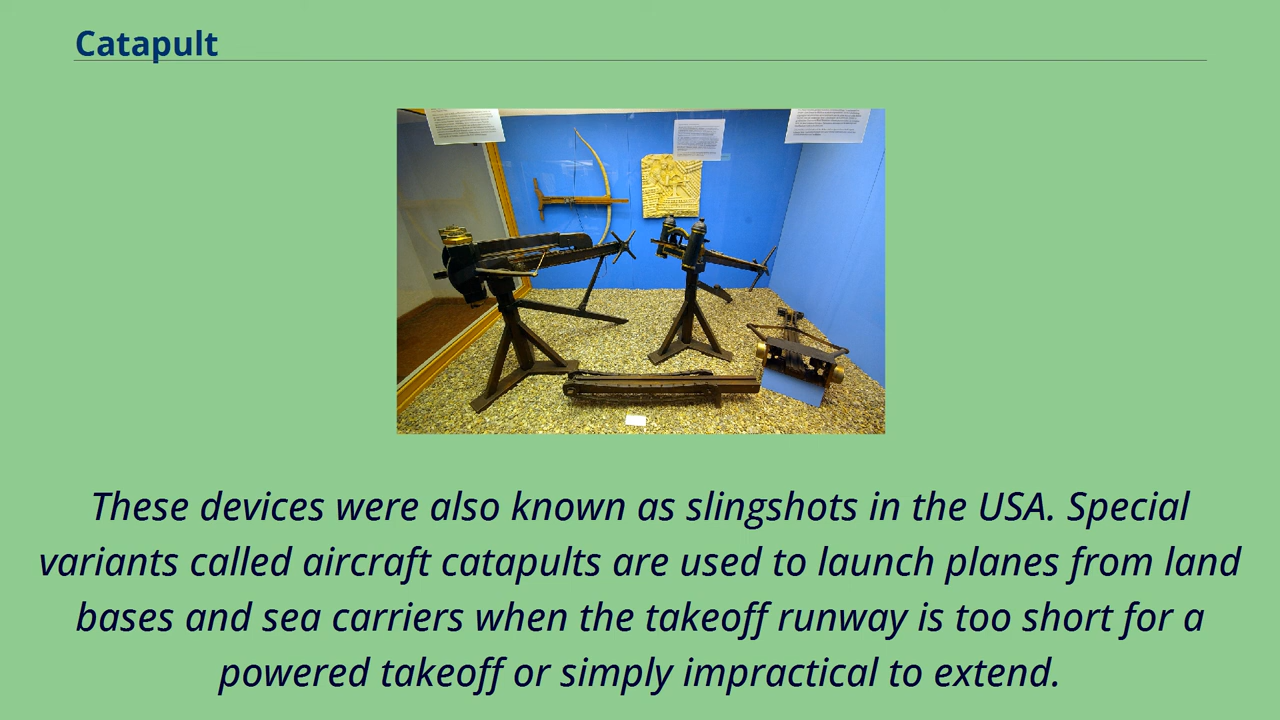 Catapult
These devices were also known as slingshots in the USA. Special
variants called aircraft catapults are used to launch planes from land
bases and sea carriers when the takeoff runway is too short for a
powered takeoff or simply impractical to extend.